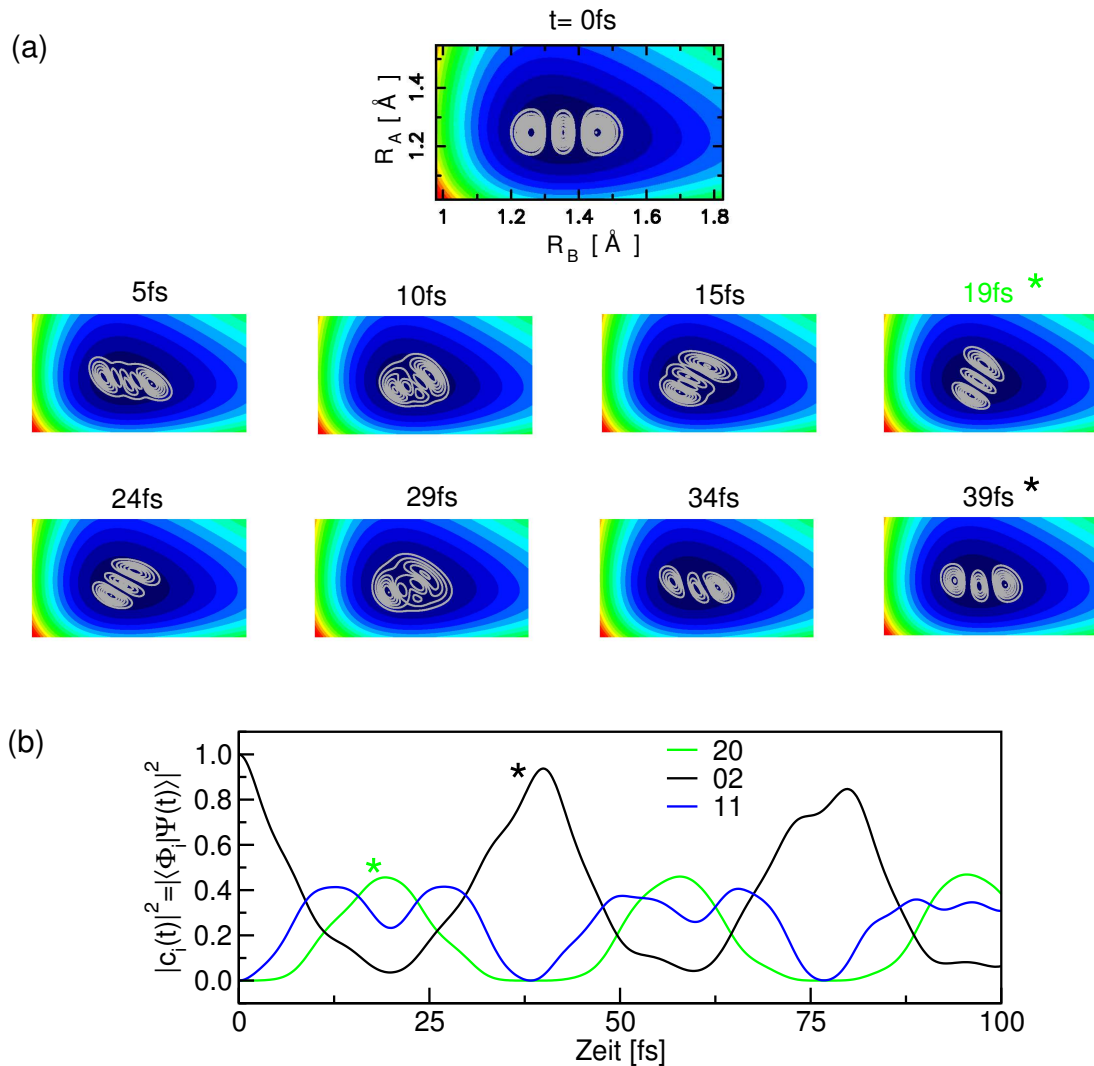 (a)
t= 0fs
R_A [ Å ]
1.4
1.2
1 1.2 1.4 1.6 1.8
R_B [ Å ]
5fs 10fs 15fs 19fs *
24fs 29fs 34fs 39fs *
(b)
|c_i(t)|^2=|⟨Φ_i|Ψ(t)⟩|^2
1.0
0.8
0.6
0.4
0.2
0.0
20
02
11
*
*
0 25 50 75 100
Zeit [fs]